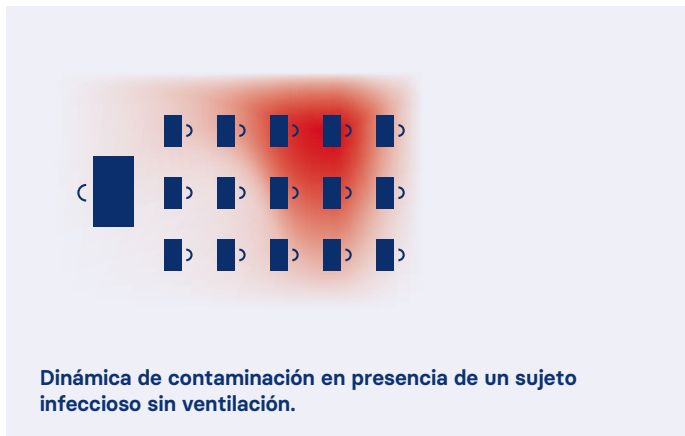 Dinámica de contaminación en presencia de un sujeto
infeccioso sin ventilación.